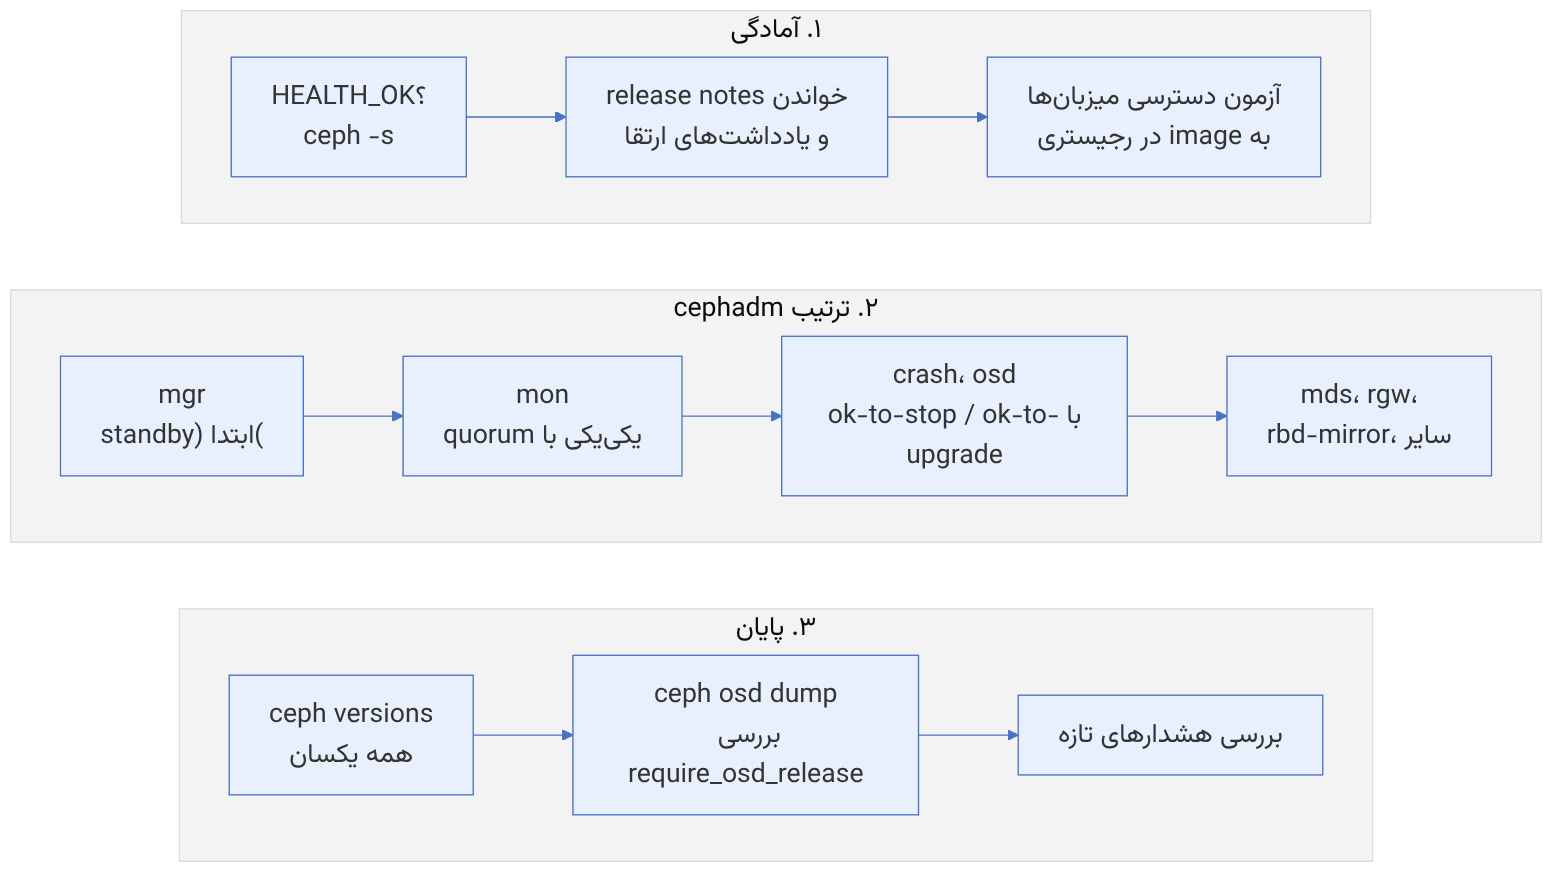 ۱. آمادگی
HEALTH_OK؟
ceph -s
خواندن release notes
و یادداشت‌های ارتقا
آزمون دسترسی میزبان‌ها
به image در رجیستری
۲. ترتیب cephadm
mgr
standby) ابتدا)
mon
یکی‌یکی با quorum
crash، osd
با ok-to-stop / ok-to-
upgrade
mds، rgw،
rbd-mirror، سایر
۳. پایان
ceph versions
همه یکسان
ceph osd dump
بررسی
require_osd_release
بررسی هشدارهای تازه